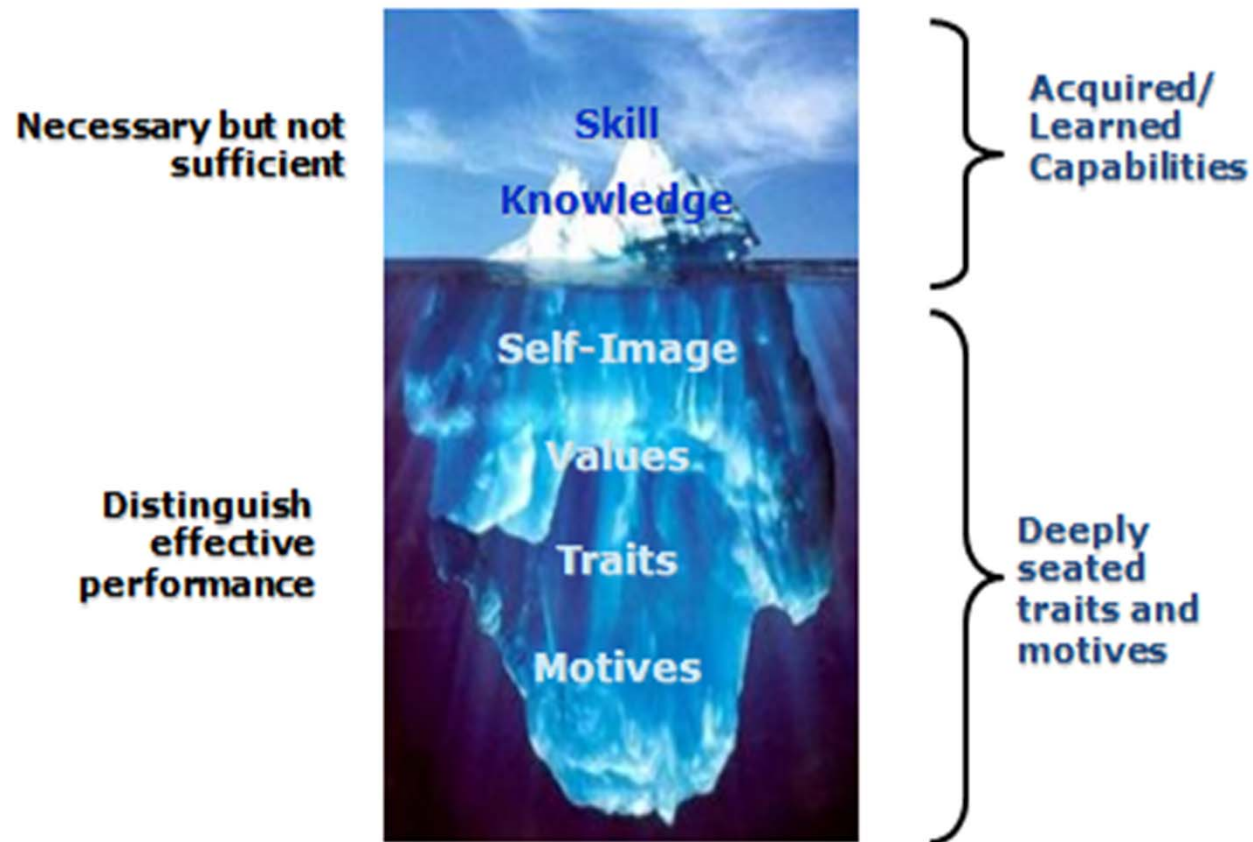 Necessary but not
sufficient
Skill
Knowledge
Acquired/
Learned
Capabilities
Self-Image
Values
Traits
Motives
Distinguish
effective
performance
Deeply
seated
traits and
motives